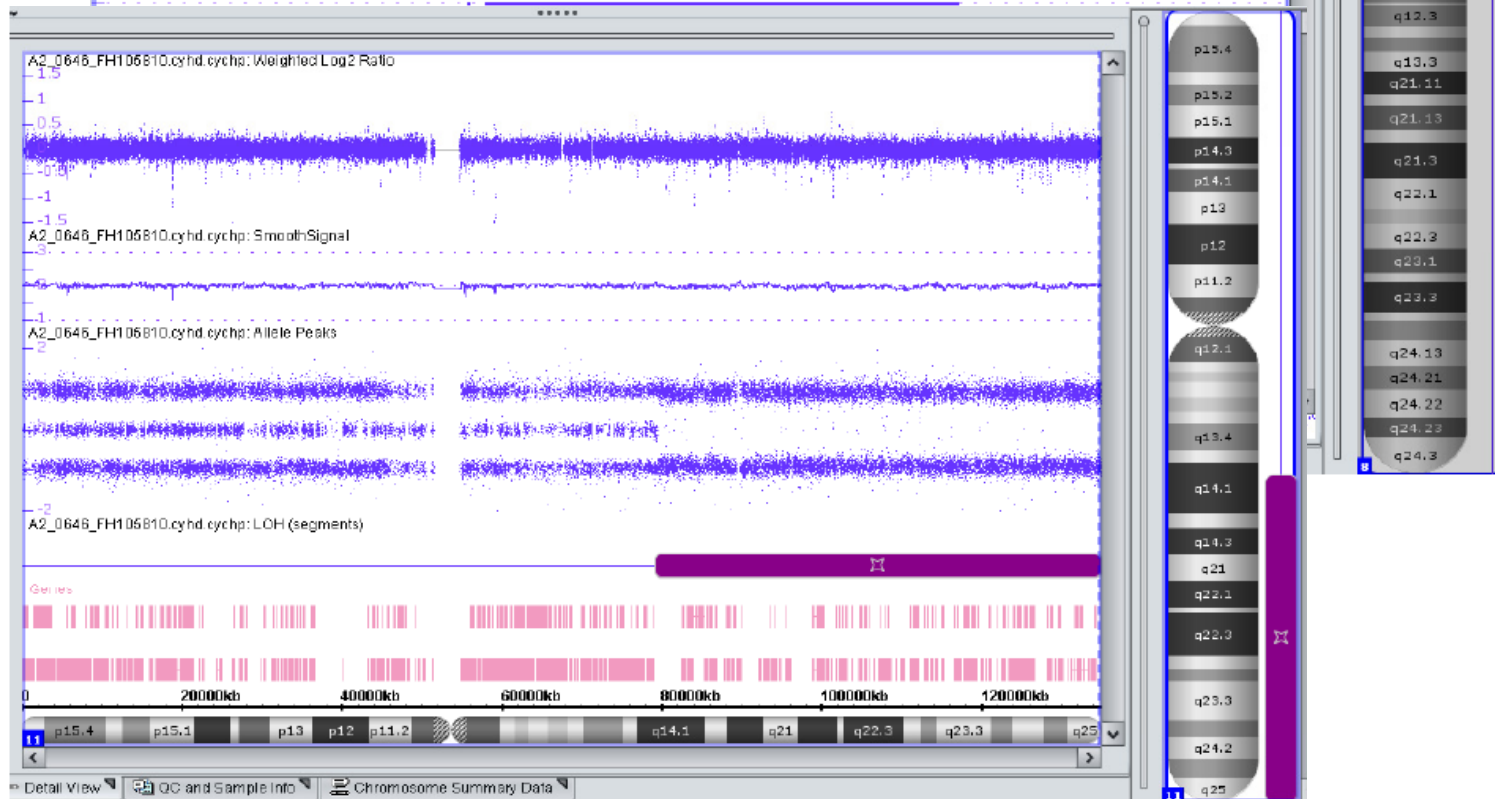 A2_0646_FH105810.cyhd.cychp: Weighted Log2 Ratio
1.5
1
0.5
-0.5
-1
-1.5
A2_0646_FH105810.cyhd.cychp: SmoothSignal
3
1
A2_0646_FH105810.cyhd.cychp: Allele Peaks
2
-2
A2_0646_FH105810.cyhd.cychp: LOH (segments)
Genes
0 20000kb 40000kb 60000kb 80000kb 100000kb 120000kb
11 p15.4 p15.1 p13 p12 p11.2 q14.1 q21 q22.3 q23.3 q25
Detail View QC and Sample Info Chromosome Summary Data
p15.4
p15.2
p15.1
p14.3
p14.1
p13
p12
p11.2
q12.1
q13.4
q14.1
q14.3
q21
q22.1
q22.3
q23.3
q24.2
q25
11
q12.3
q13.3
q21.11
q21.13
q21.3
q22.1
q22.3
q23.1
q23.3
q24.13
q24.21
q24.22
q24.23
q24.3
8